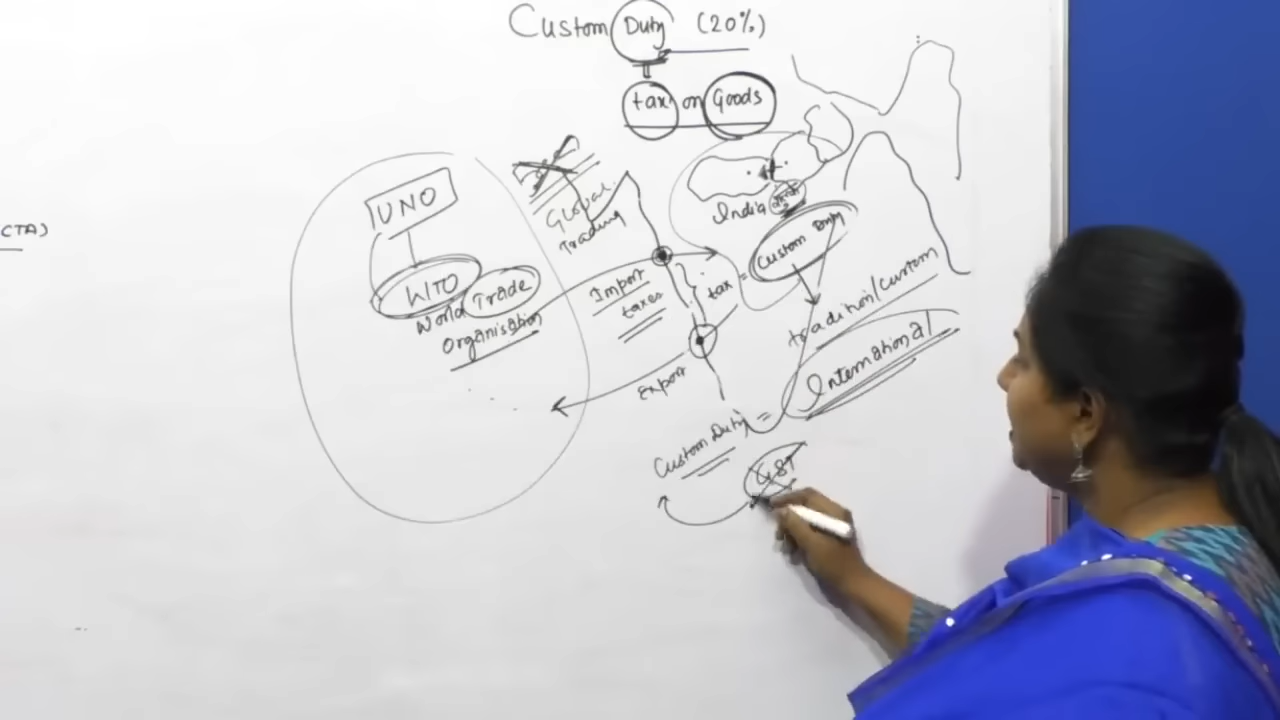 Custom Duty (20%)
tax on Goods
CTA)
UNO
WTO
World Trade
Organisation
Global
Trading
India
Custom Duty
Import
taxes
tax =
tradition/custom
International
Export
Custom Duty =
GST